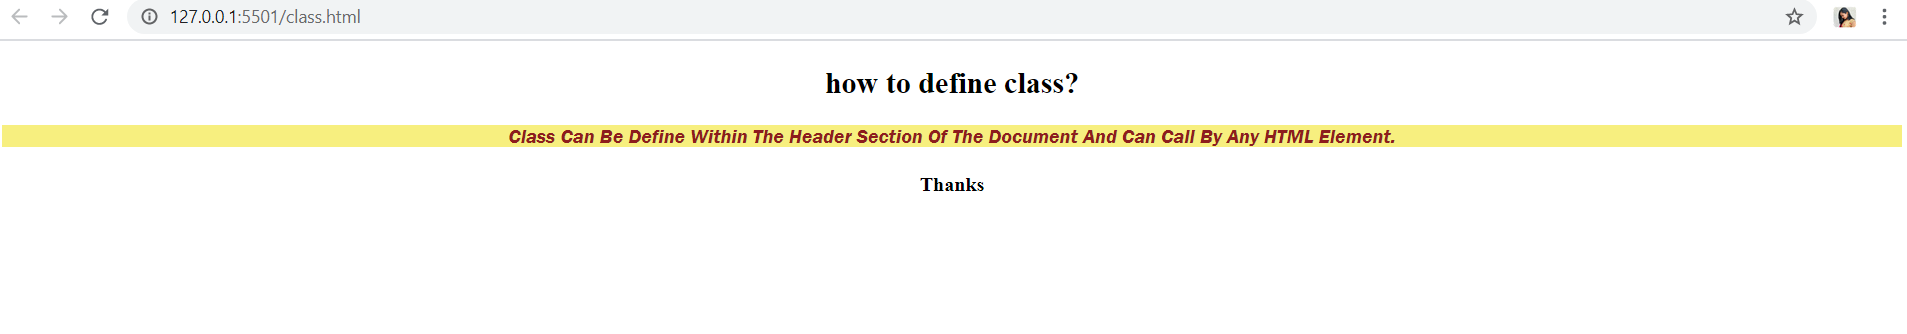 127.0.0.1:5501/class.html
how to define class?
Class Can Be Define Within The Header Section Of The Document And Can Call By Any HTML Element.
Thanks